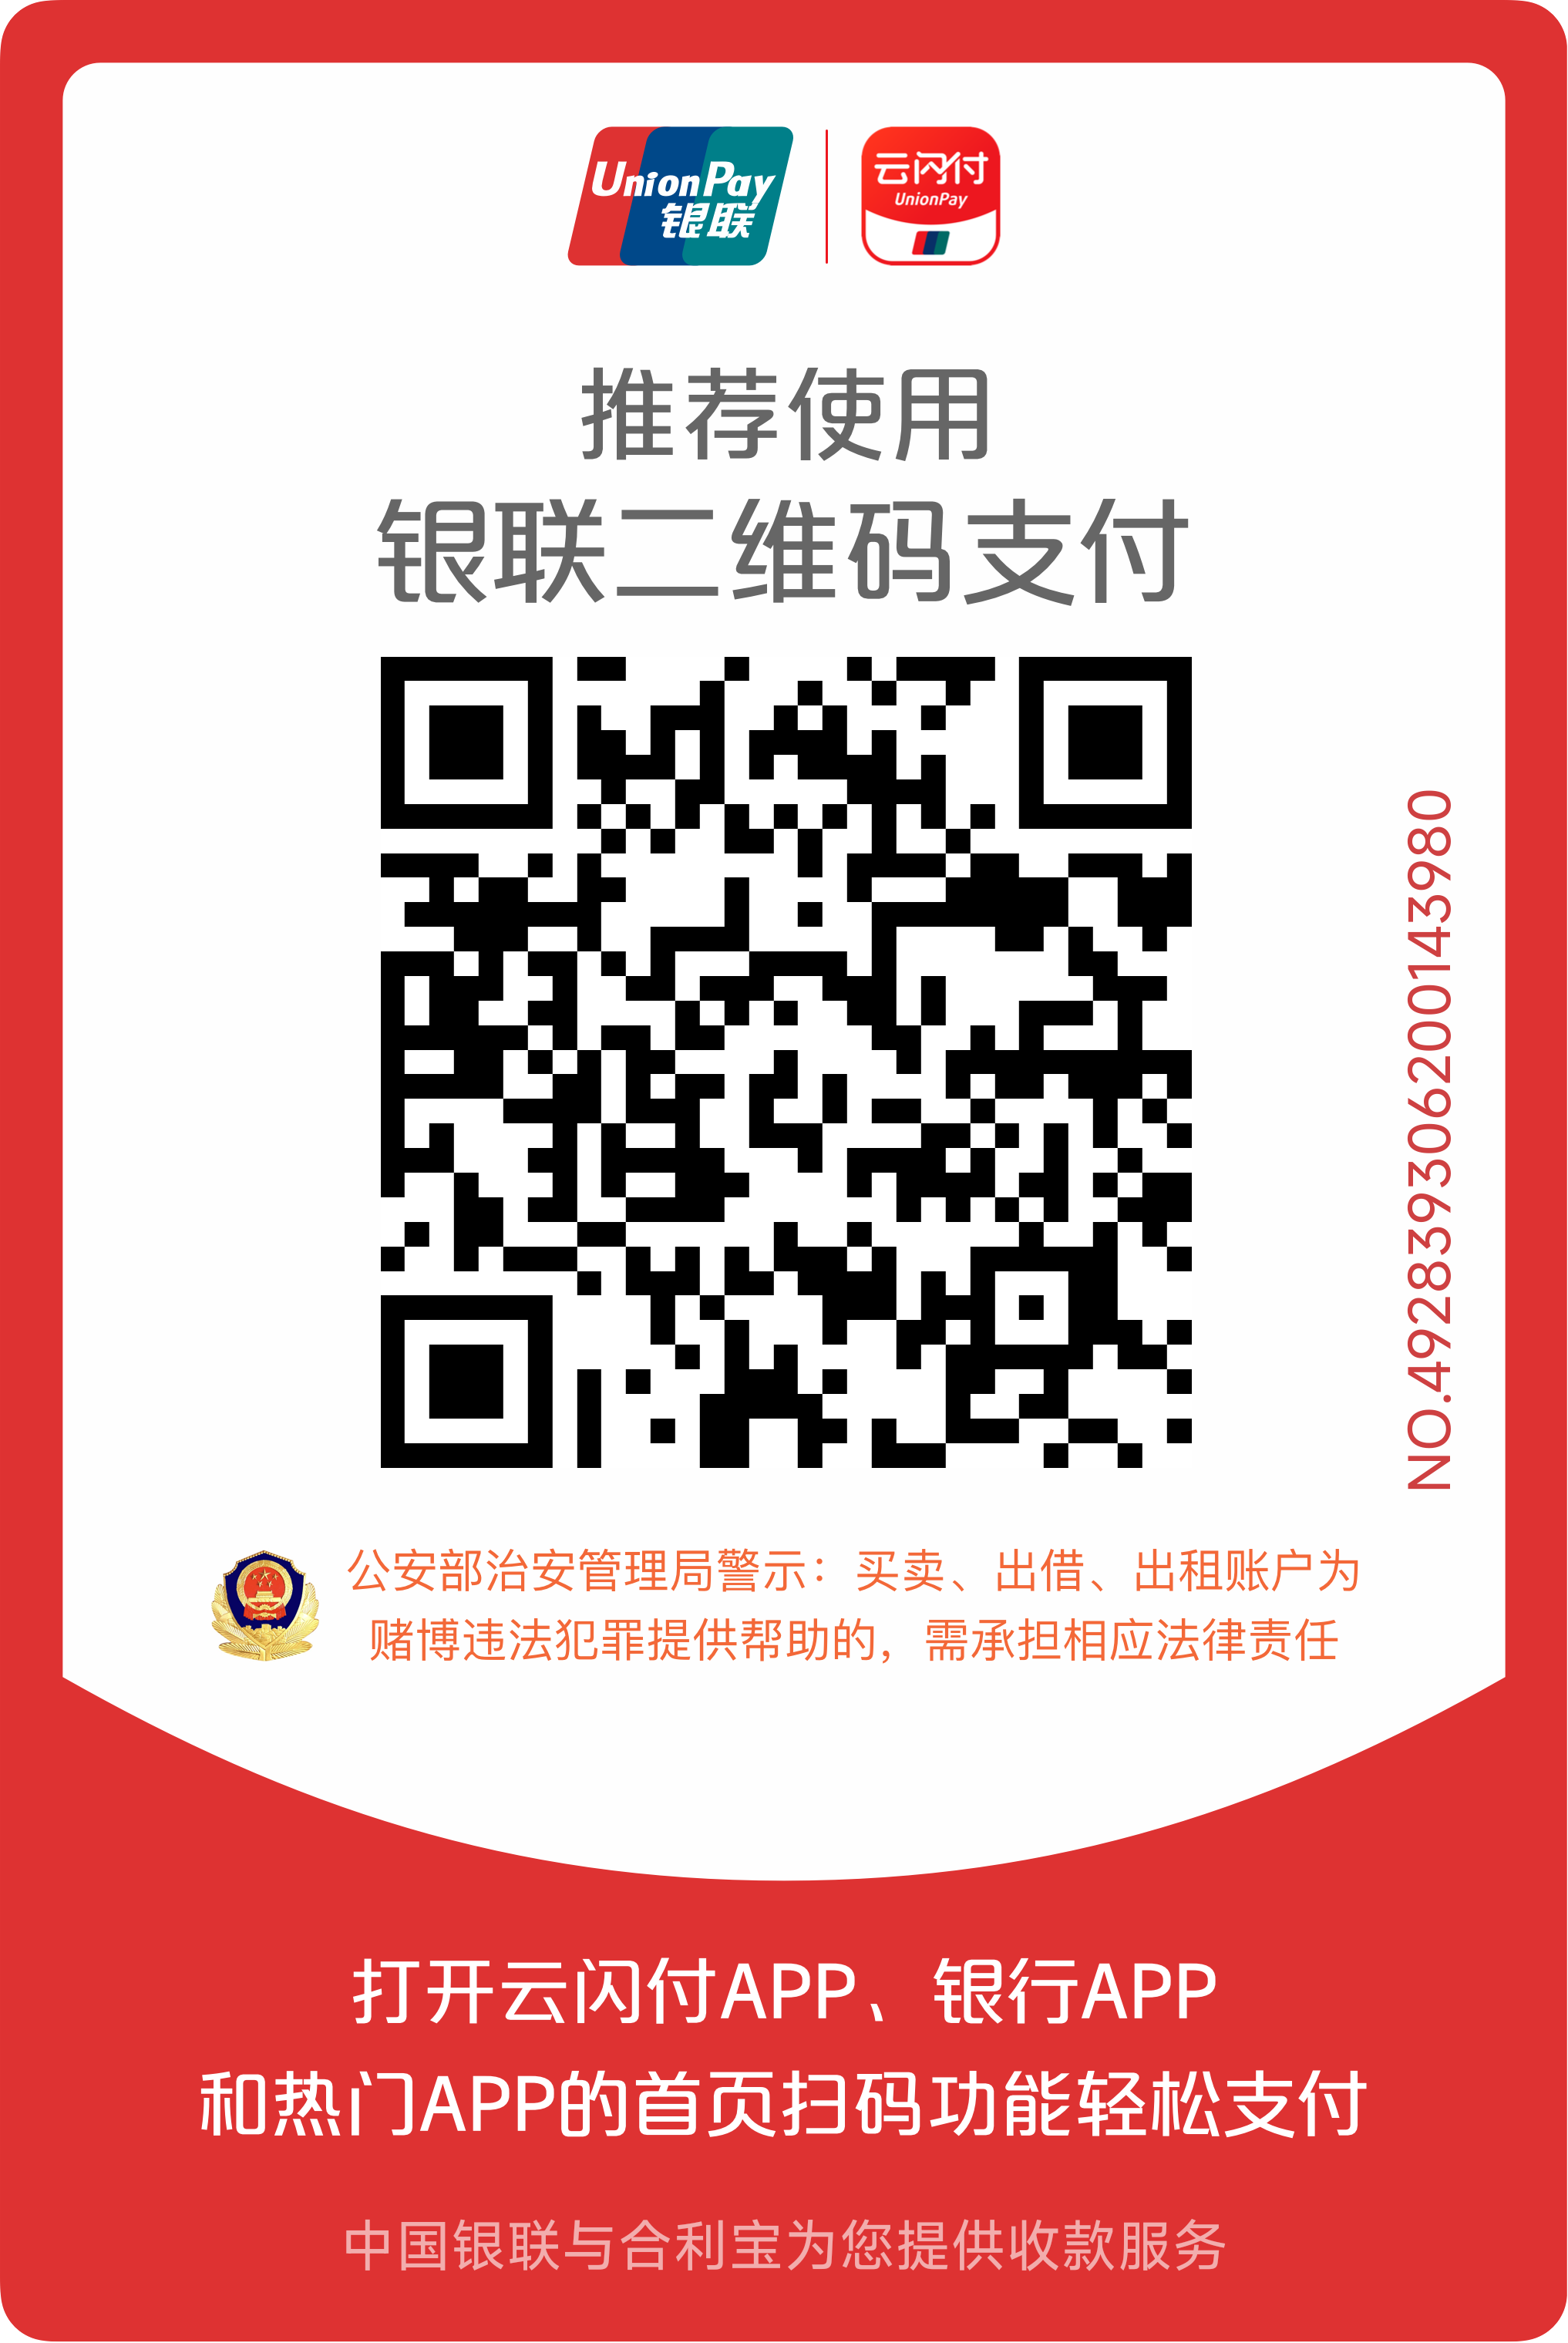 UnionPay
银联
云闪付
UnionPay
推荐使用
银联二维码支付
NO.492839306200143980
公安部治安管理局警示：买卖、出借、出租账户为
赌博违法犯罪提供帮助的，需承担相应法律责任
打开云闪付APP、银行APP
和热门APP的首页扫码功能轻松支付
中国银联与合利宝为您提供收款服务